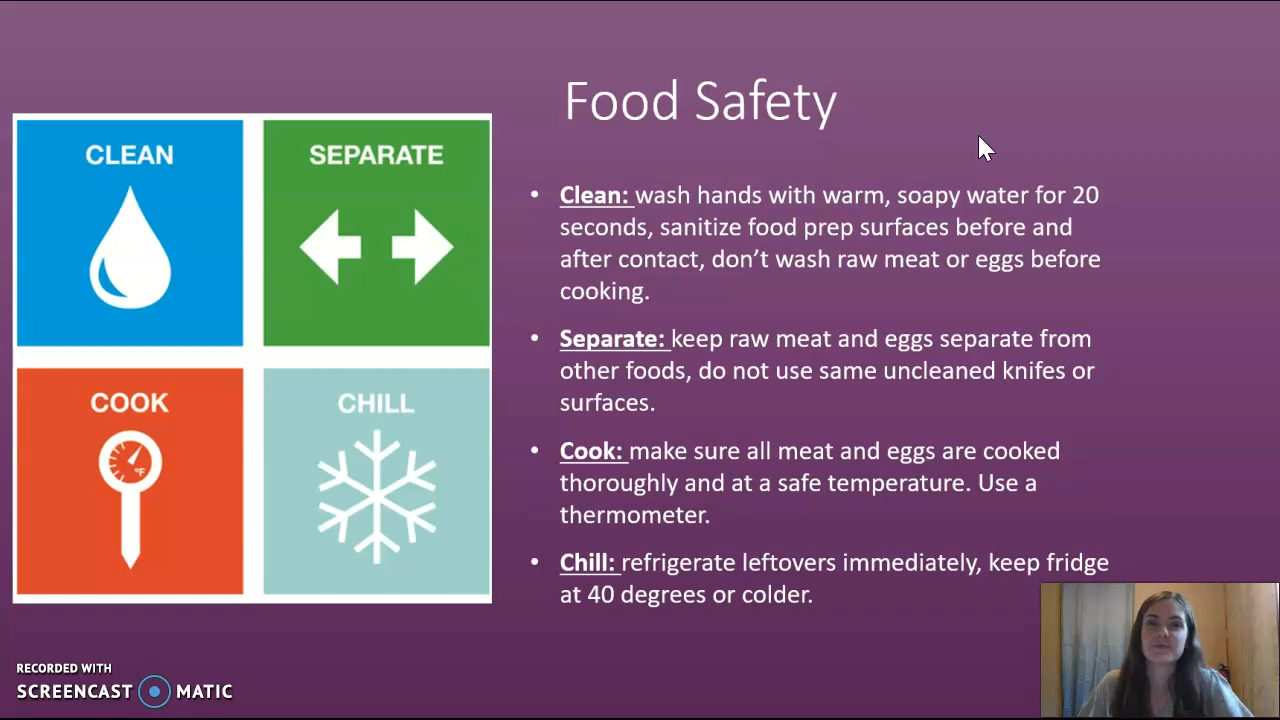 Food Safety
CLEAN
SEPARATE
COOK
°F
CHILL
• Clean: wash hands with warm, soapy water for 20
seconds, sanitize food prep surfaces before and
after contact, don’t wash raw meat or eggs before
cooking.
• Separate: keep raw meat and eggs separate from
other foods, do not use same uncleaned knifes or
surfaces.
• Cook: make sure all meat and eggs are cooked
thoroughly and at a safe temperature. Use a
thermometer.
• Chill: refrigerate leftovers immediately, keep fridge
at 40 degrees or colder.
RECORDED WITH
SCREENCAST MATIC